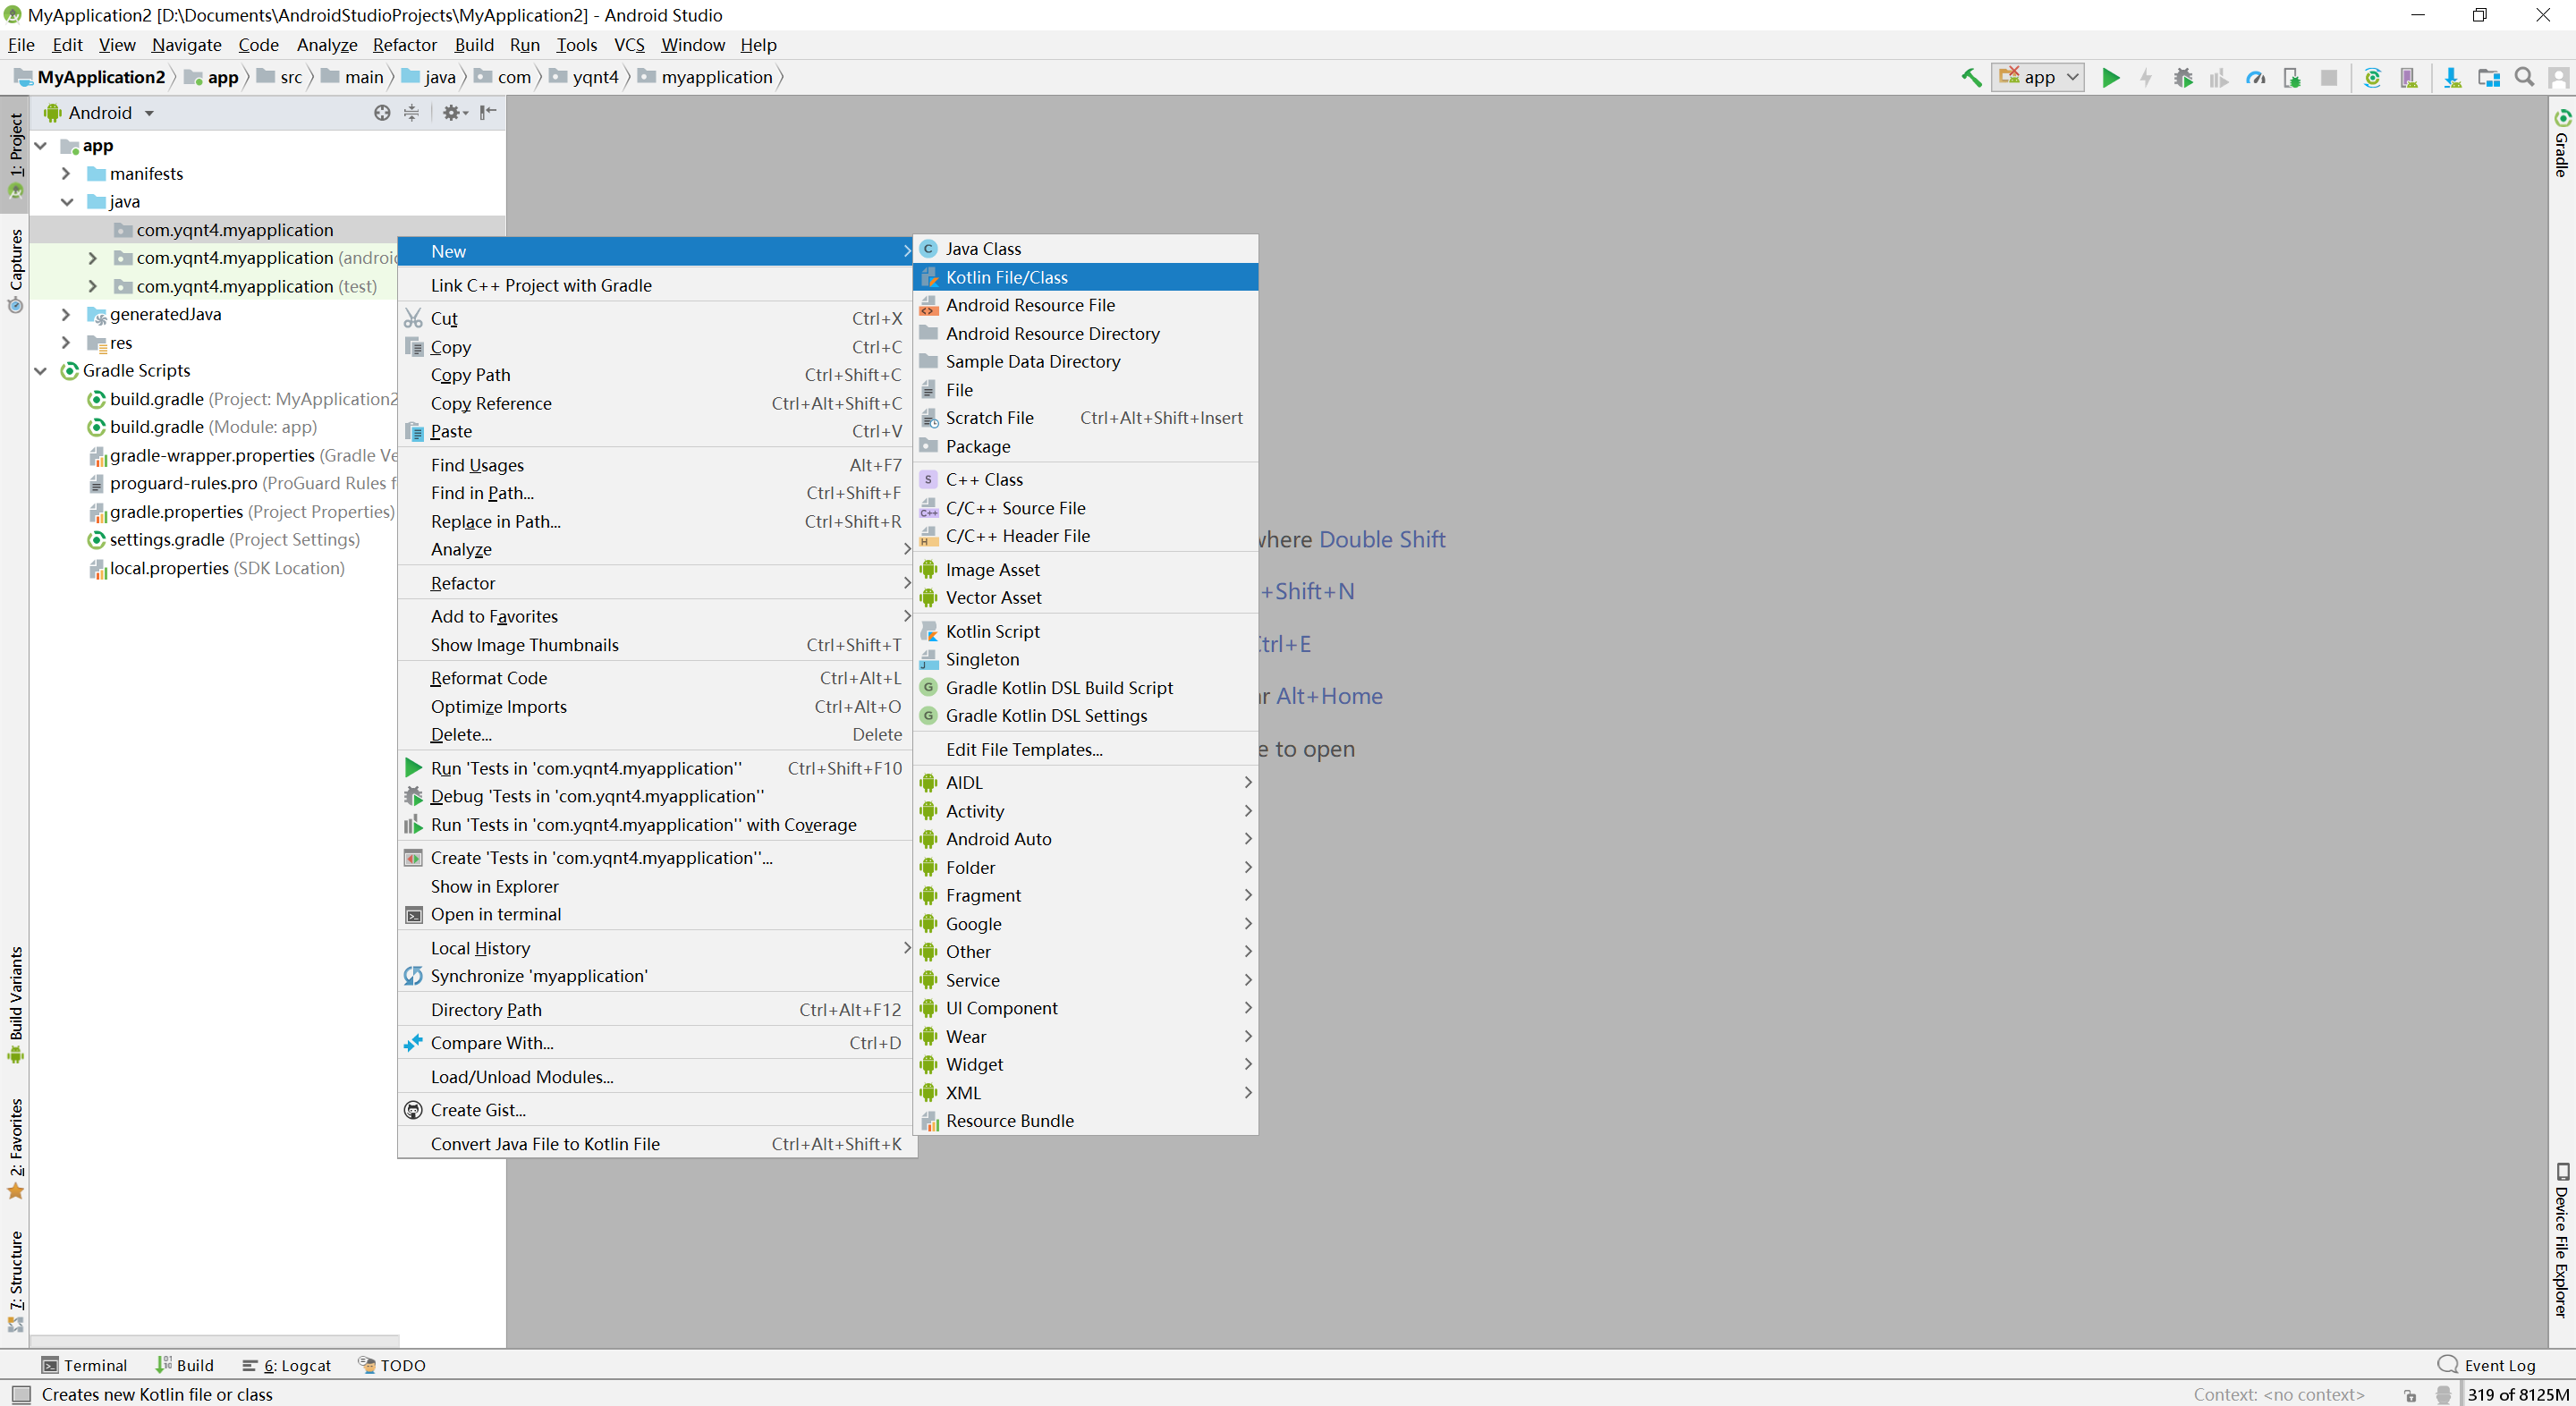 MyApplication2 [D:\Documents\AndroidStudioProjects\MyApplication2] - Android Studio
File Edit View Navigate Code Analyze Refactor Build Run Tools VCS Window Help
MyApplication2 app src main java com yqnt4 myapplication
app
1: Project
Captures
Build Variants
2: Favorites
7: Structure
Android
app
manifests
java
com.yqnt4.myapplication
com.yqnt4.myapplication (androi
com.yqnt4.myapplication (test)
generatedJava
res
Gradle Scripts
build.gradle (Project: MyApplication2
build.gradle (Module: app)
gradle-wrapper.properties (Gradle Ve
proguard-rules.pro (ProGuard Rules f
gradle.properties (Project Properties)
settings.gradle (Project Settings)
local.properties (SDK Location)
New
Link C++ Project with Gradle
Cut Ctrl+X
Copy Ctrl+C
Copy Path Ctrl+Shift+C
Copy Reference Ctrl+Alt+Shift+C
Paste Ctrl+V
Find Usages Alt+F7
Find in Path... Ctrl+Shift+F
Replace in Path... Ctrl+Shift+R
Analyze
Refactor
Add to Favorites
Show Image Thumbnails Ctrl+Shift+T
Reformat Code Ctrl+Alt+L
Optimize Imports Ctrl+Alt+O
Delete... Delete
Run 'Tests in 'com.yqnt4.myapplication'' Ctrl+Shift+F10
Debug 'Tests in 'com.yqnt4.myapplication''
Run 'Tests in 'com.yqnt4.myapplication'' with Coverage
Create 'Tests in 'com.yqnt4.myapplication''...
Show in Explorer
Open in terminal
Local History
Synchronize 'myapplication'
Directory Path Ctrl+Alt+F12
Compare With... Ctrl+D
Load/Unload Modules...
Create Gist...
Convert Java File to Kotlin File Ctrl+Alt+Shift+K
Java Class
Kotlin File/Class
Android Resource File
Android Resource Directory
Sample Data Directory
File
Scratch File Ctrl+Alt+Shift+Insert
Package
C++ Class
C/C++ Source File
C/C++ Header File
Image Asset
Vector Asset
Kotlin Script
Singleton
Gradle Kotlin DSL Build Script
Gradle Kotlin DSL Settings
Edit File Templates...
AIDL
Activity
Android Auto
Folder
Fragment
Google
Other
Service
UI Component
Wear
Widget
XML
Resource Bundle
where Double Shift
+Shift+N
Ctrl+E
ar Alt+Home
e to open
Gradle
Device File Explorer
Terminal Build 6: Logcat TODO Event Log
Creates new Kotlin file or class Context: <no context> 319 of 8125M